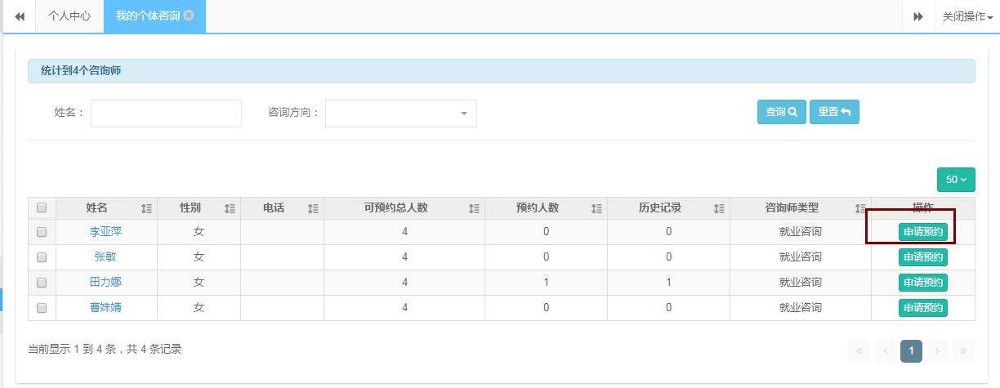 个人中心 我的个体咨询 关闭操作
统计到4个咨询师
姓名： 咨询方向： 查询 重置
50
姓名 性别 电话 可预约总人数 预约人数 历史记录 咨询师类型 操作
李亚萍 女 4 0 0 就业咨询 申请预约
张敏 女 4 0 0 就业咨询 申请预约
田力娜 女 4 1 1 就业咨询 申请预约
曹姝婧 女 4 0 0 就业咨询 申请预约
当前显示 1 到 4 条，共 4 条记录 « ‹ 1 › »